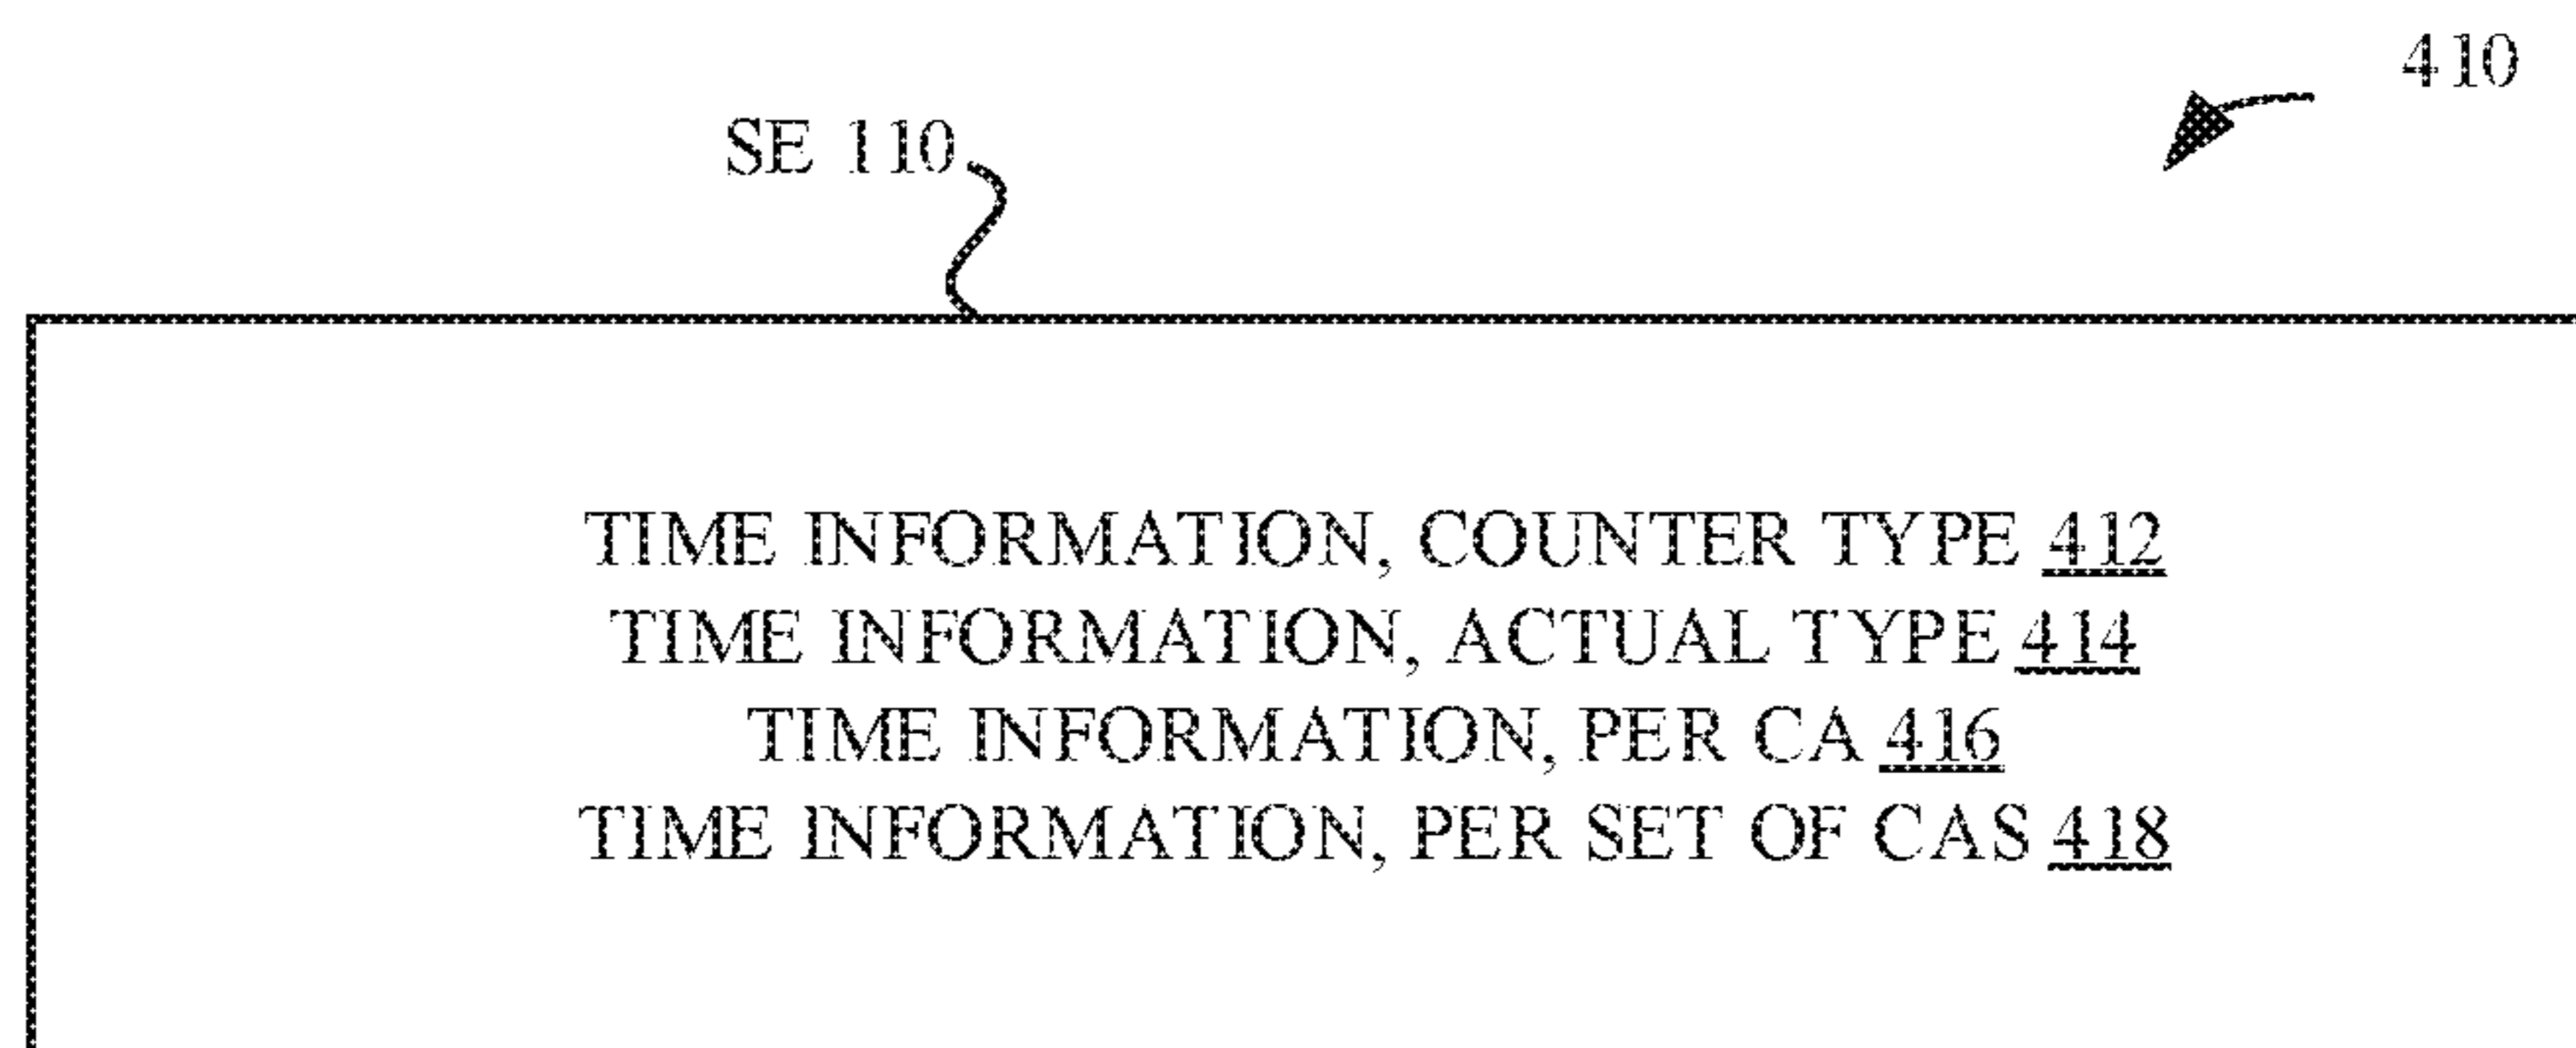 410
SE 110
TIME INFORMATION, COUNTER TYPE 412
TIME INFORMATION, ACTUAL TYPE 414
TIME INFORMATION, PER CA 416
TIME INFORMATION, PER SET OF CAS 418